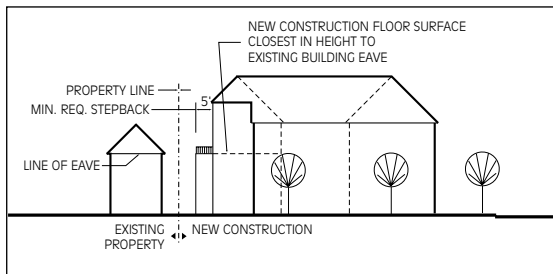 NEW CONSTRUCTION FLOOR SURFACE
CLOSEST IN HEIGHT TO
EXISTING BUILDING EAVE
PROPERTY LINE
MIN. REQ. STEPBACK
5'
LINE OF EAVE
EXISTING
PROPERTY
NEW CONSTRUCTION